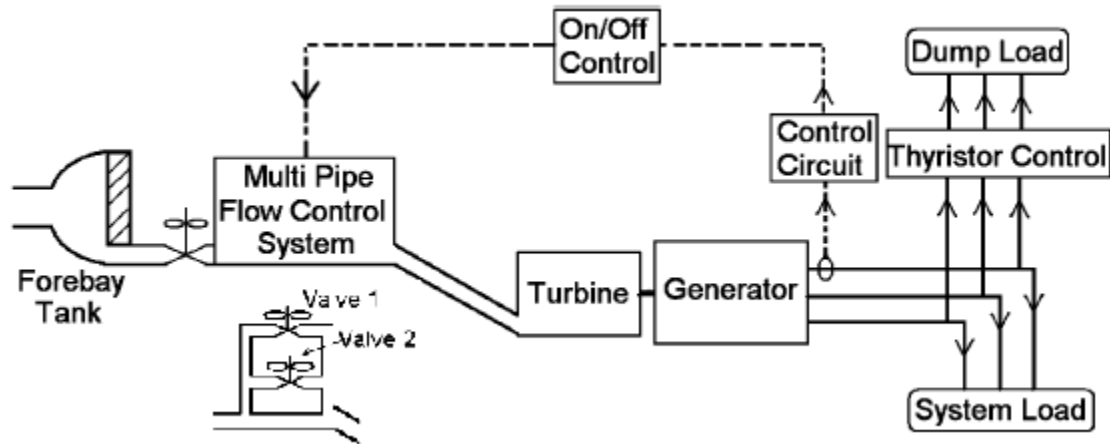 On/Off
Control
Dump Load
Control
Circuit
Thyristor Control
Multi Pipe
Flow Control
System
Forebay
Tank
Turbine
Generator
Valve 1
Valve 2
System Load